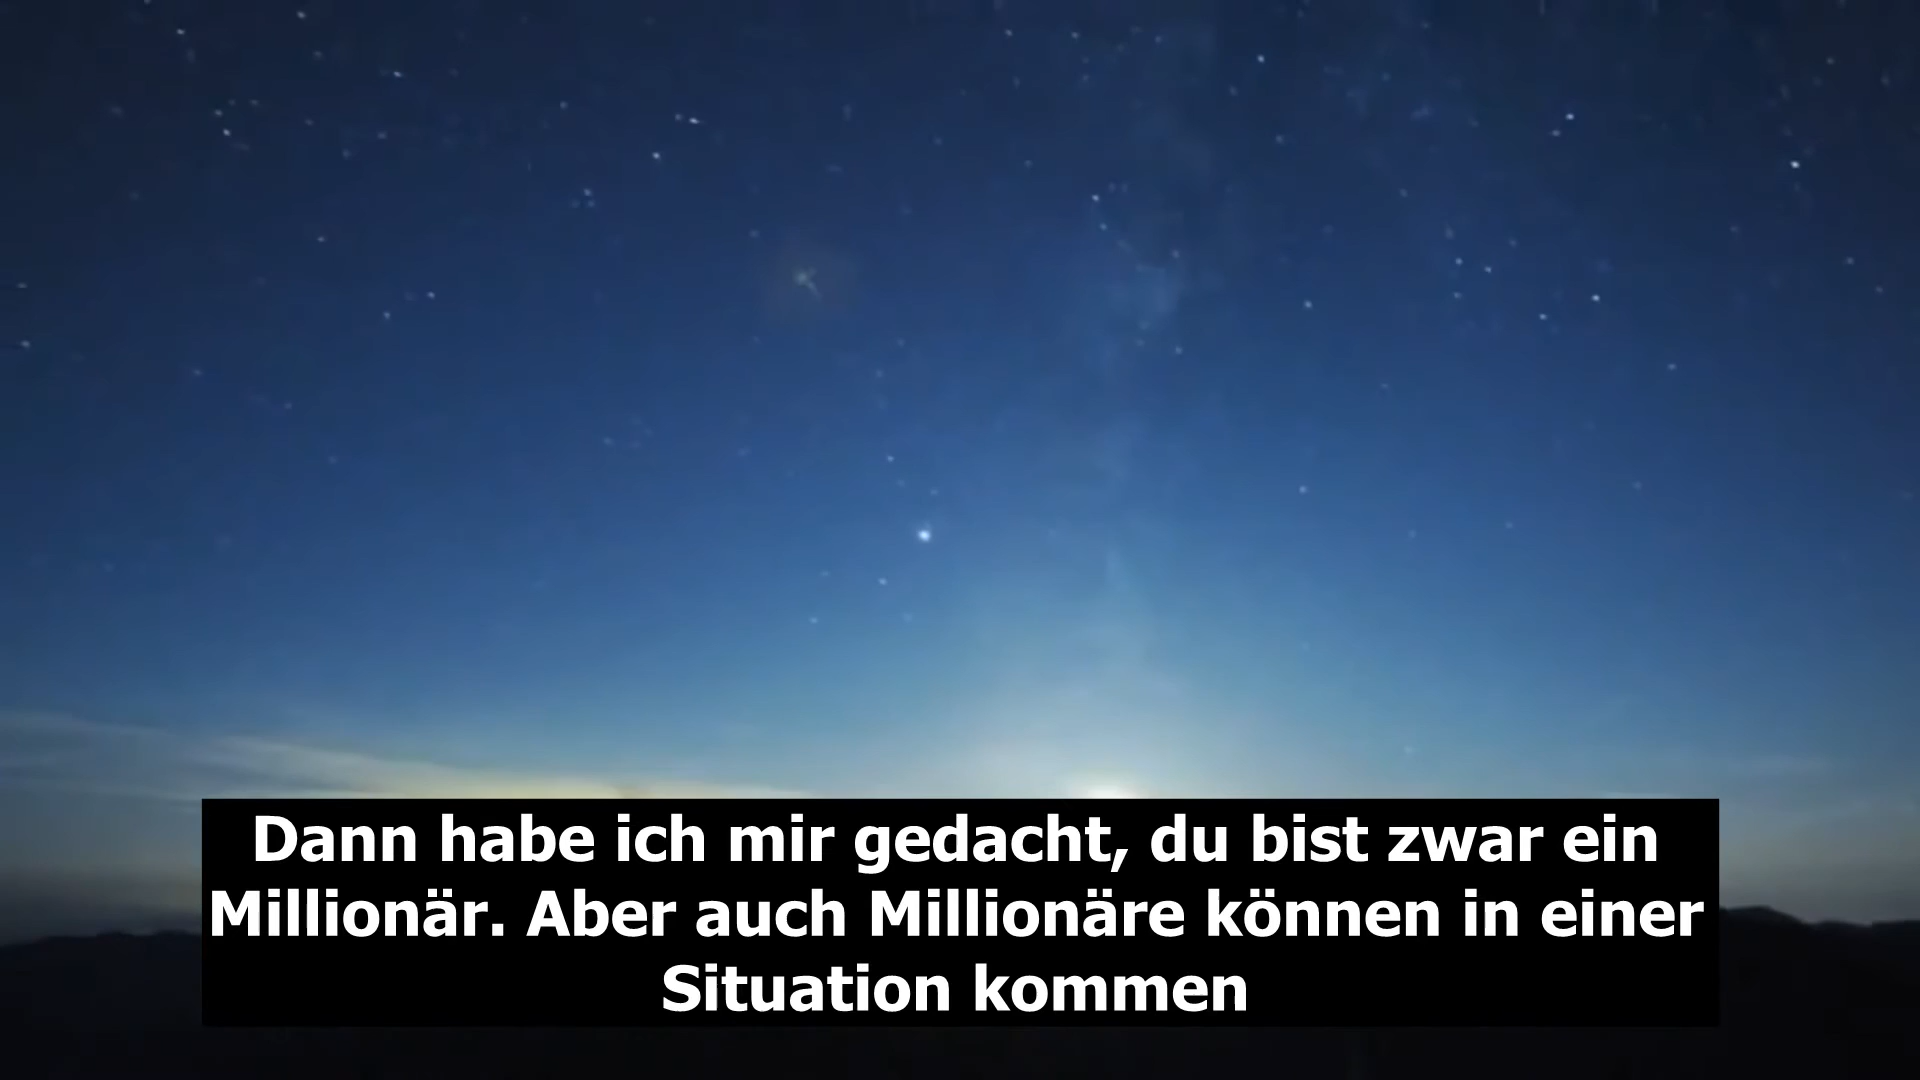 Dann habe ich mir gedacht, du bist zwar ein
Millionär. Aber auch Millionäre können in einer
Situation kommen